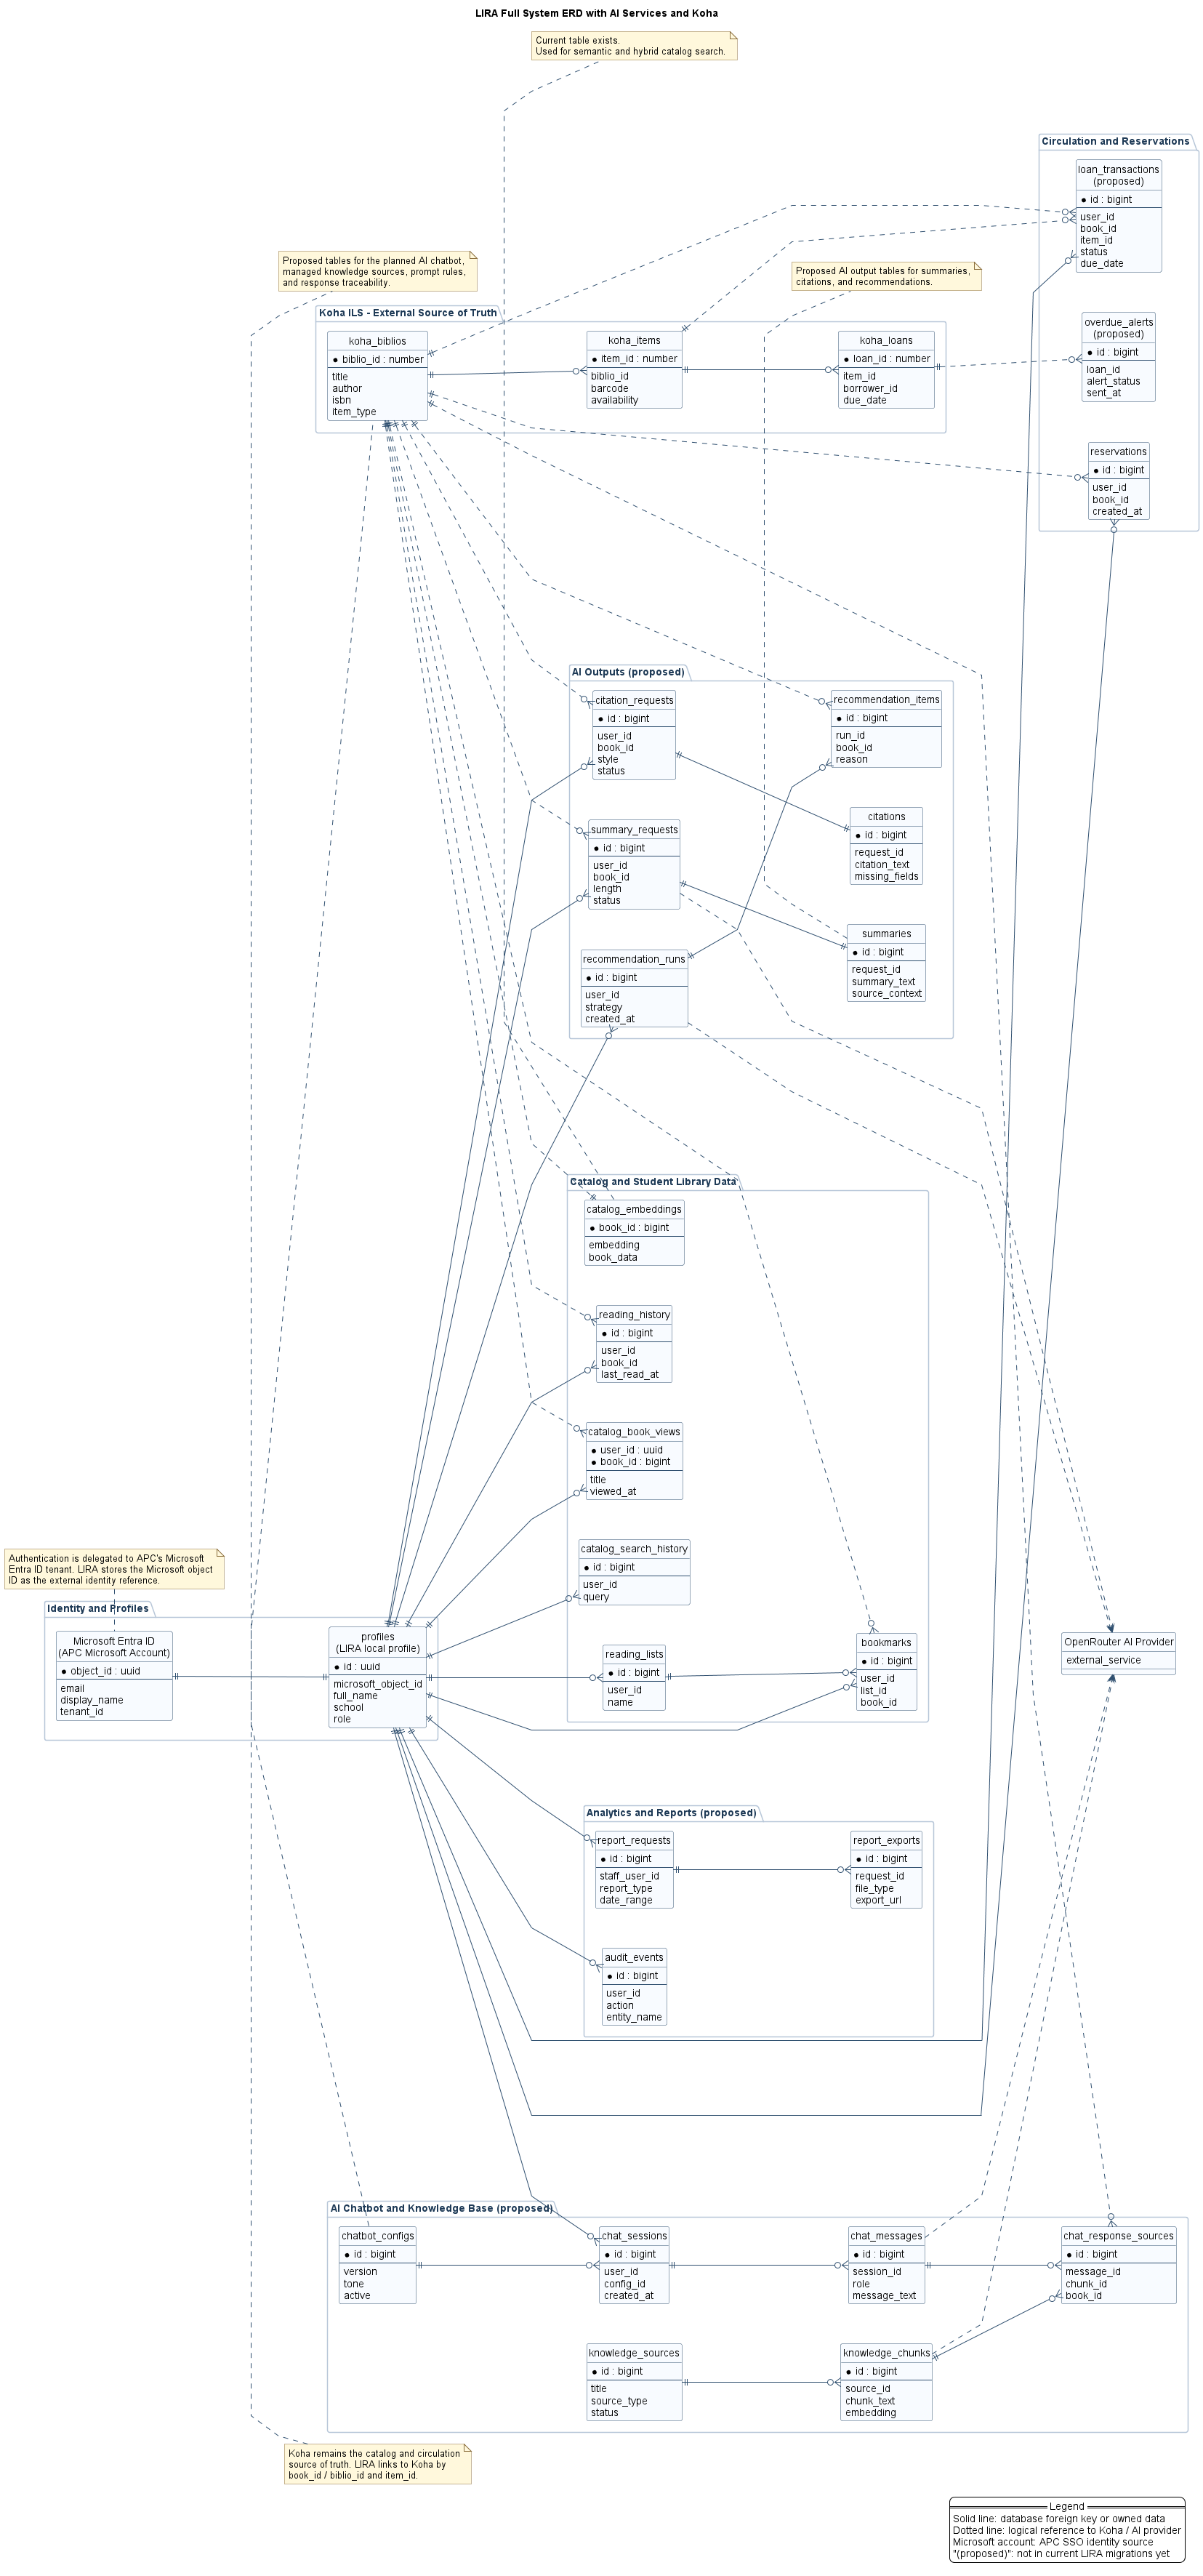 LIRA Full System ERD with AI Services and Koha
Current table exists.
Used for semantic and hybrid catalog search.
Circulation and Reservations
loan_transactions
(proposed)
id : bigint
user_id
book_id
item_id
status
due_date
Proposed tables for the planned AI chatbot,
managed knowledge sources, prompt rules,
and response traceability.
Proposed AI output tables for summaries,
citations, and recommendations.
Koha ILS - External Source of Truth
koha_biblios
biblio_id : number
title
author
isbn
item_type
koha_items
item_id : number
biblio_id
barcode
availability
koha_loans
loan_id : number
item_id
borrower_id
due_date
overdue_alerts
(proposed)
id : bigint
loan_id
alert_status
sent_at
reservations
id : bigint
user_id
book_id
created_at
AI Outputs (proposed)
citation_requests
id : bigint
user_id
book_id
style
status
recommendation_items
id : bigint
run_id
book_id
reason
citations
id : bigint
request_id
citation_text
missing_fields
summary_requests
id : bigint
user_id
book_id
length
status
summaries
id : bigint
request_id
summary_text
source_context
recommendation_runs
id : bigint
user_id
strategy
created_at
Catalog and Student Library Data
catalog_embeddings
book_id : bigint
embedding
book_data
reading_history
id : bigint
user_id
book_id
last_read_at
catalog_book_views
user_id : uuid
book_id : bigint
title
viewed_at
catalog_search_history
id : bigint
user_id
query
reading_lists
id : bigint
user_id
name
bookmarks
id : bigint
user_id
list_id
book_id
Authentication is delegated to APC's Microsoft
Entra ID tenant. LIRA stores the Microsoft object
ID as the external identity reference.
Identity and Profiles
Microsoft Entra ID
(APC Microsoft Account)
object_id : uuid
email
display_name
tenant_id
profiles
(LIRA local profile)
id : uuid
microsoft_object_id
full_name
school
role
OpenRouter AI Provider
external_service
Analytics and Reports (proposed)
report_requests
id : bigint
staff_user_id
report_type
date_range
report_exports
id : bigint
request_id
file_type
export_url
audit_events
id : bigint
user_id
action
entity_name
AI Chatbot and Knowledge Base (proposed)
chatbot_configs
id : bigint
version
tone
active
chat_sessions
id : bigint
user_id
config_id
created_at
chat_messages
id : bigint
session_id
role
message_text
chat_response_sources
id : bigint
message_id
chunk_id
book_id
knowledge_sources
id : bigint
title
source_type
status
knowledge_chunks
id : bigint
source_id
chunk_text
embedding
Koha remains the catalog and circulation
source of truth. LIRA links to Koha by
book_id / biblio_id and item_id.
Legend
Solid line: database foreign key or owned data
Dotted line: logical reference to Koha / AI provider
Microsoft account: APC SSO identity source
"(proposed)": not in current LIRA migrations yet